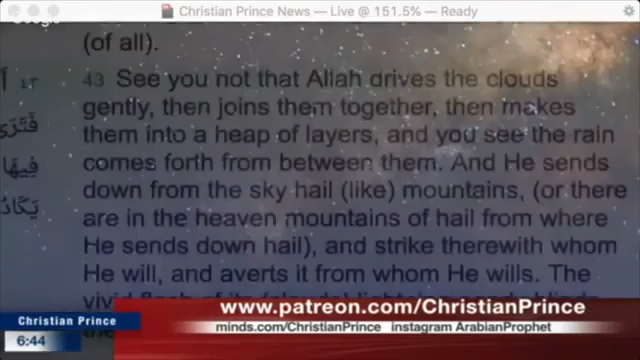 Christian Prince News — Live @ 151.5% — Ready
(of all).
43 See you not that Allah drives the clouds
gently, then joins them together, then makes
them into a heap of layers, and you see the rain
comes forth from between them. And He sends
down from the sky hail (like) mountains, (or there
are in the heaven mountains of hail from where
He sends down hail), and strike therewith whom
He will, and averts it from whom He wills. The
vivid
٤٣
فَتَرَى
فِيهَا
يَكَادُ
www.patreon.com/ChristianPrince
minds.com/ChristianPrince instagram ArabianProphet
Christian Prince
6:44